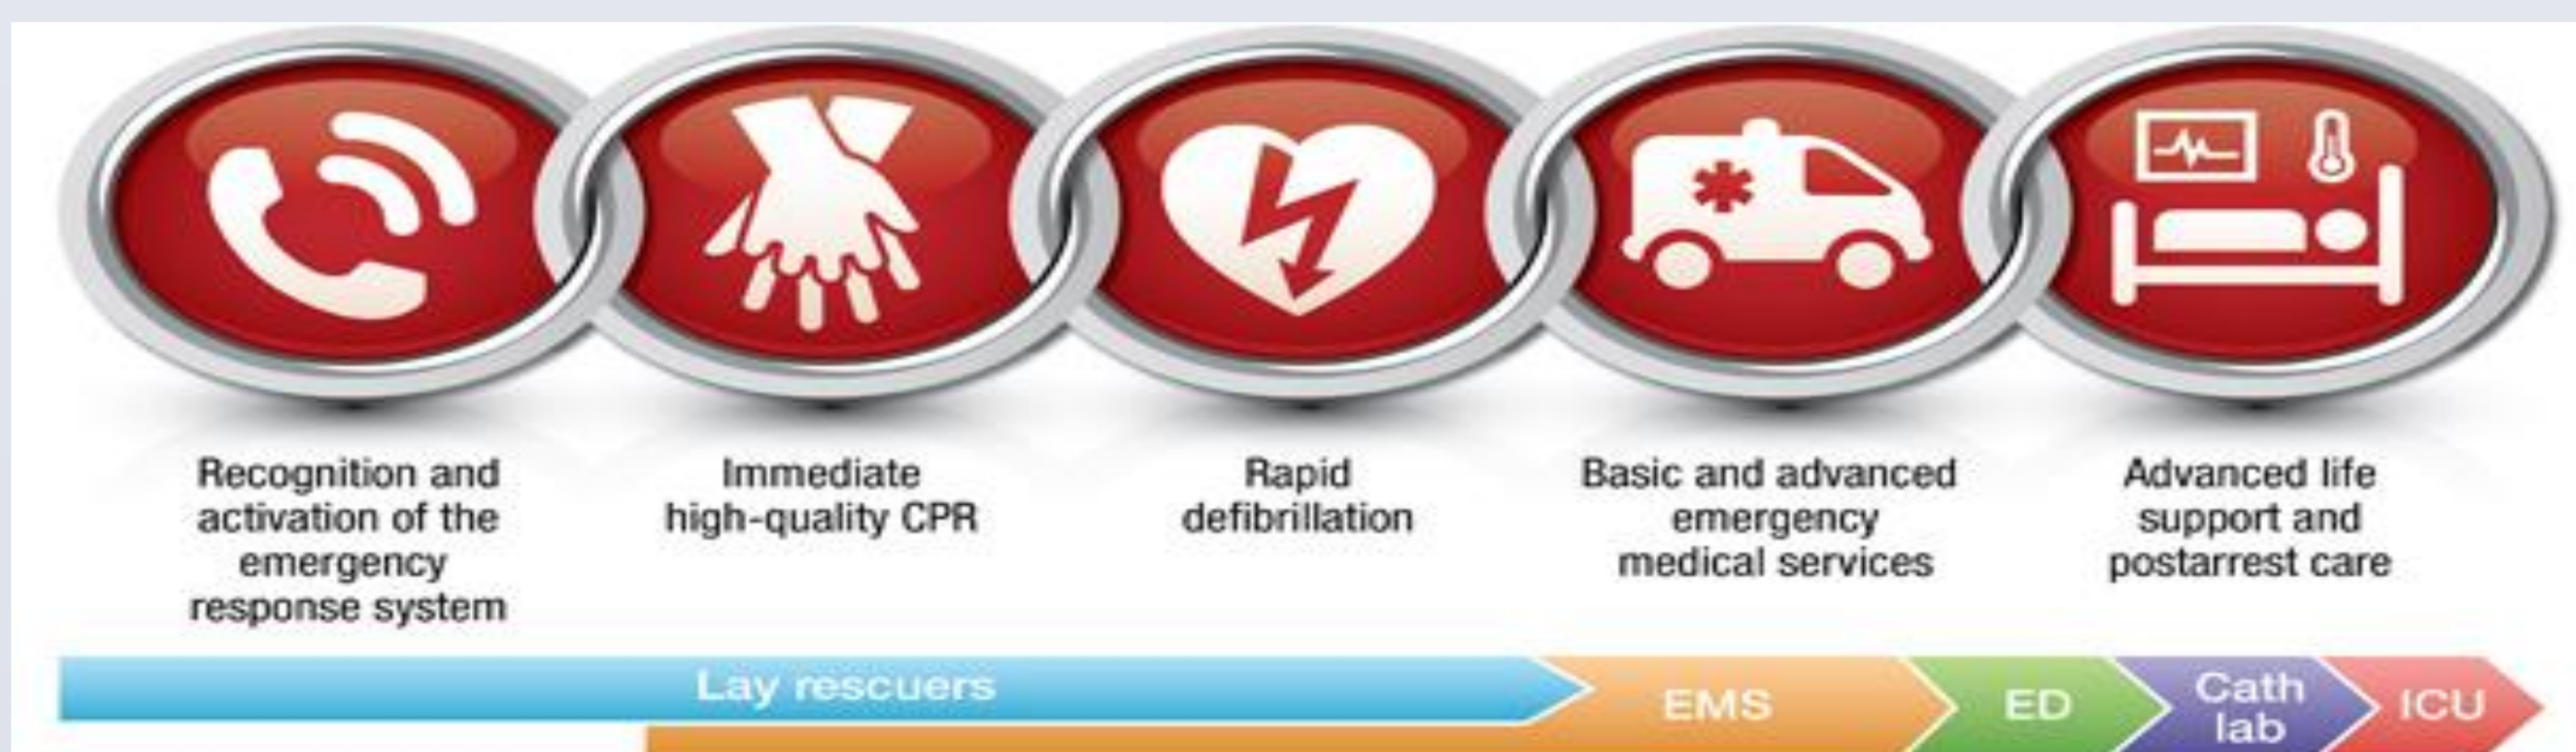 Recognition and
activation of the
emergency
response system
Immediate
high-quality CPR
Rapid
defibrillation
Basic and advanced
emergency
medical services
Advanced life
support and
postarrest care
Lay rescuers
EMS
ED
Cath
lab
ICU